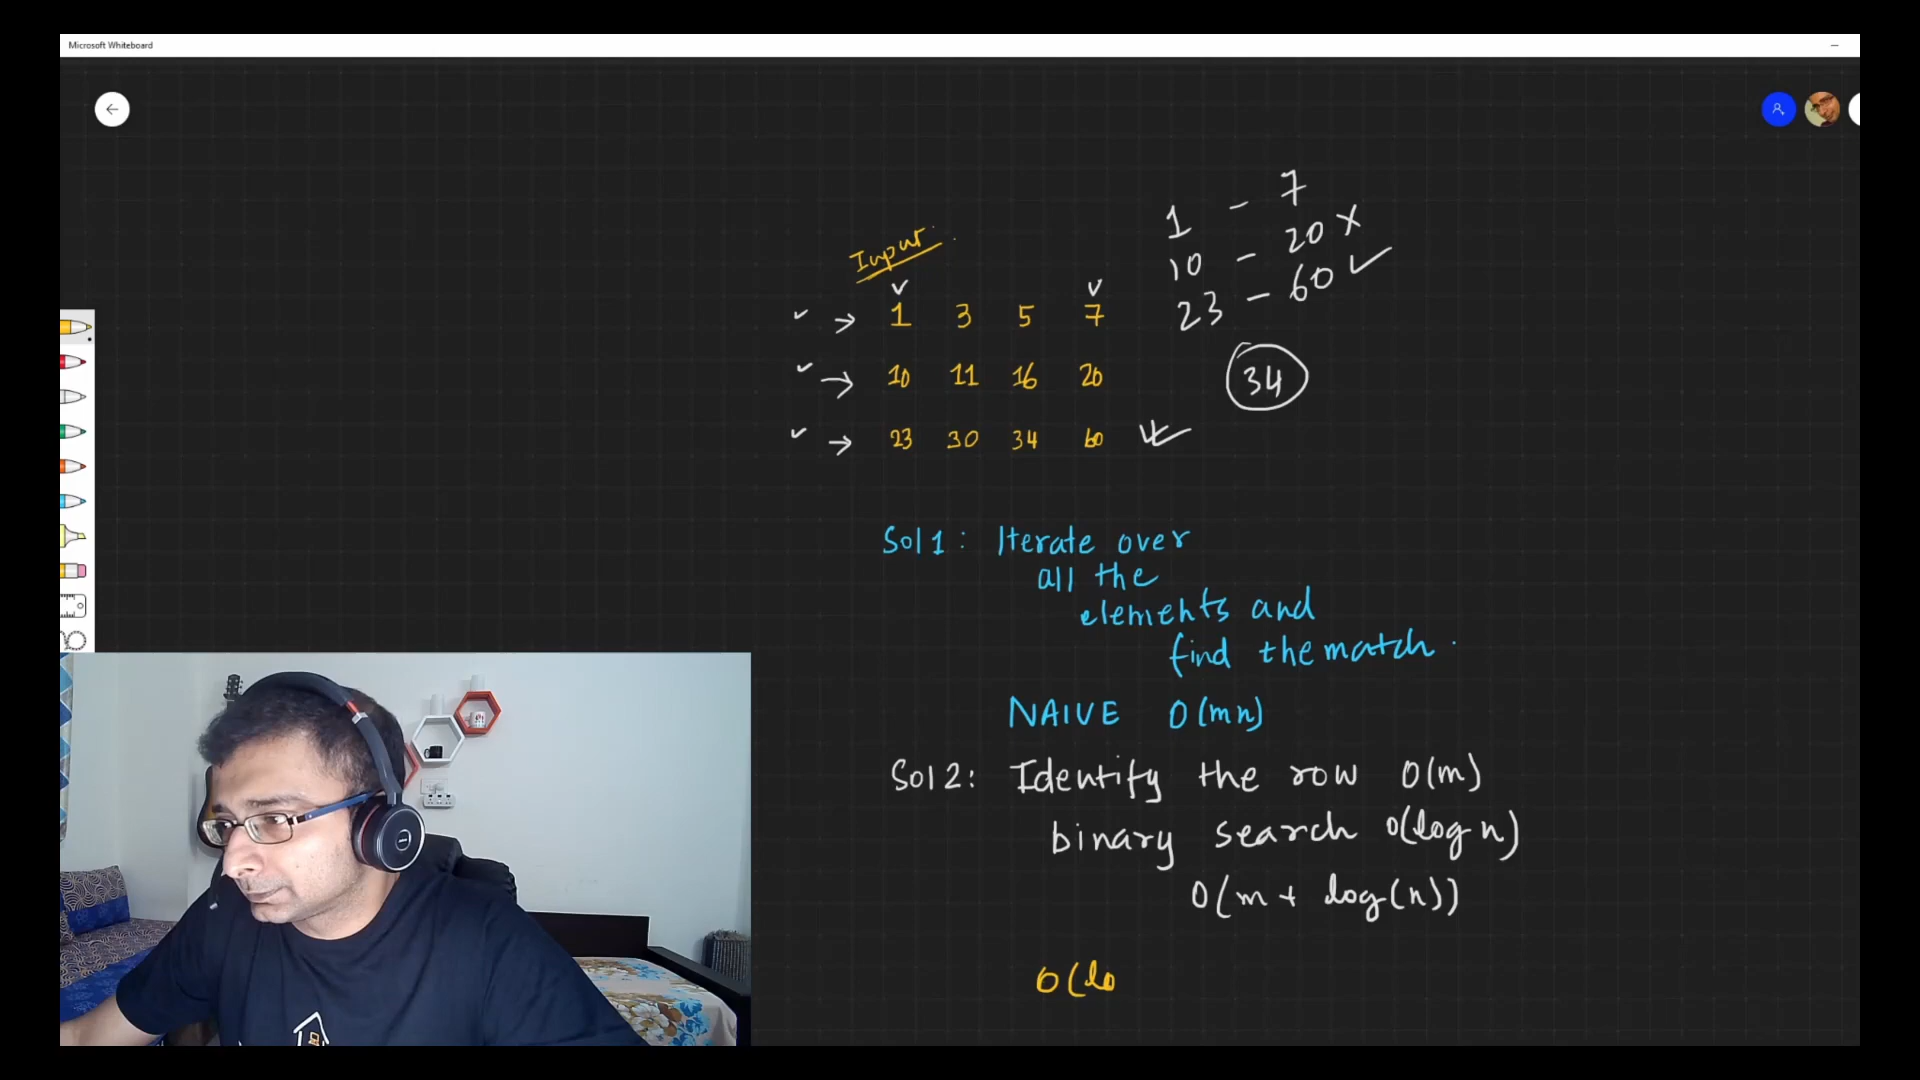 Microsoft Whiteboard
Input:
1 3 5 7
10 11 16 20
23 30 34 60
1 - 7
10 - 20 x
23 - 60
34
Sol 1: Iterate over
all the
elements and
find the match.
NAIVE O(mn)
Sol 2: Identify the row O(m)
binary search O(log n)
O(m + log(n))
O(lo